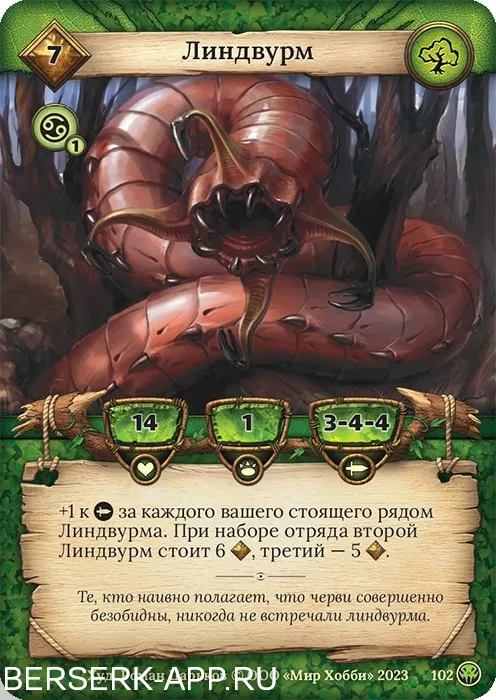 7
Линдвурм
1
14
1
3-4-4
+1 к за каждого вашего стоящего рядом
Линдвурма. При наборе отряда второй
Линдвурм стоит 6 , третий — 5 .
Те, кто наивно полагает, что черви совершенно
безобидны, никогда не встречали линдвурма.
© ООО «Мир Хобби» 2023
102
BERSERK-APP.RU